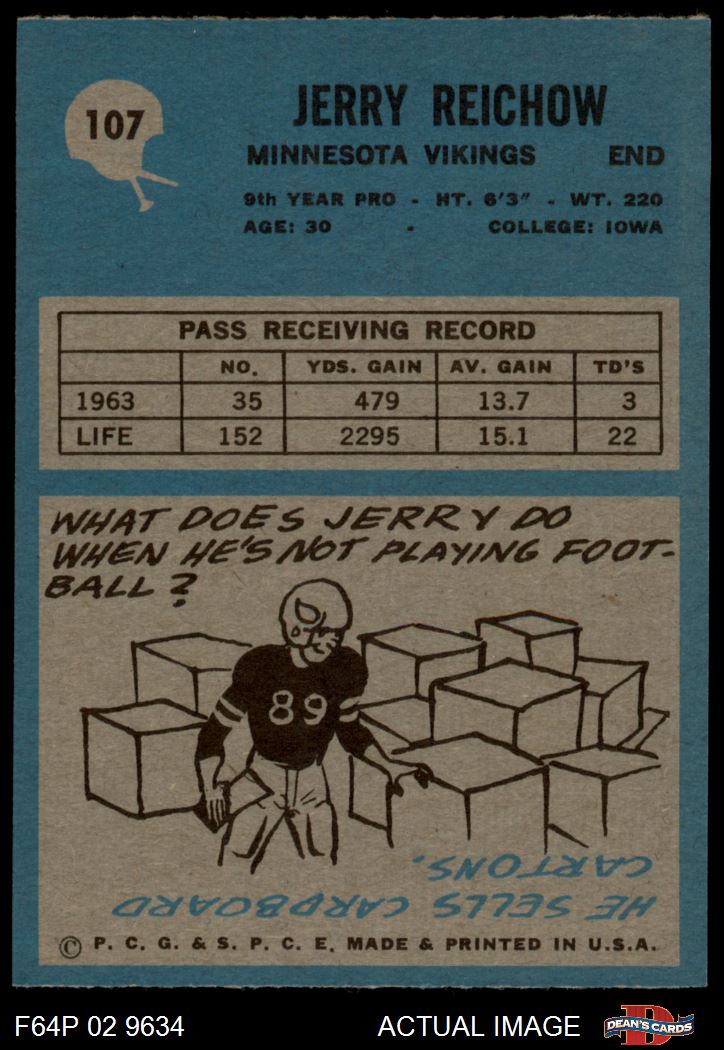 107
JERRY REICHOW
MINNESOTA VIKINGS END
9th YEAR PRO - HT. 6'3" - WT. 220
AGE: 30 - COLLEGE: IOWA
PASS RECEIVING RECORD
NO. YDS. GAIN AV. GAIN TD'S
1963 35 479 13.7 3
LIFE 152 2295 15.1 22
WHAT DOES JERRY DO
WHEN HE'S NOT PLAYING FOOT-
BALL?
89
HE SELLS CARDBOARD
CARTONS.
© P. C. G. & S. P. C. E. MADE & PRINTED IN U.S.A.
F64P 02 9634 ACTUAL IMAGE
D
DEAN'S CARDS